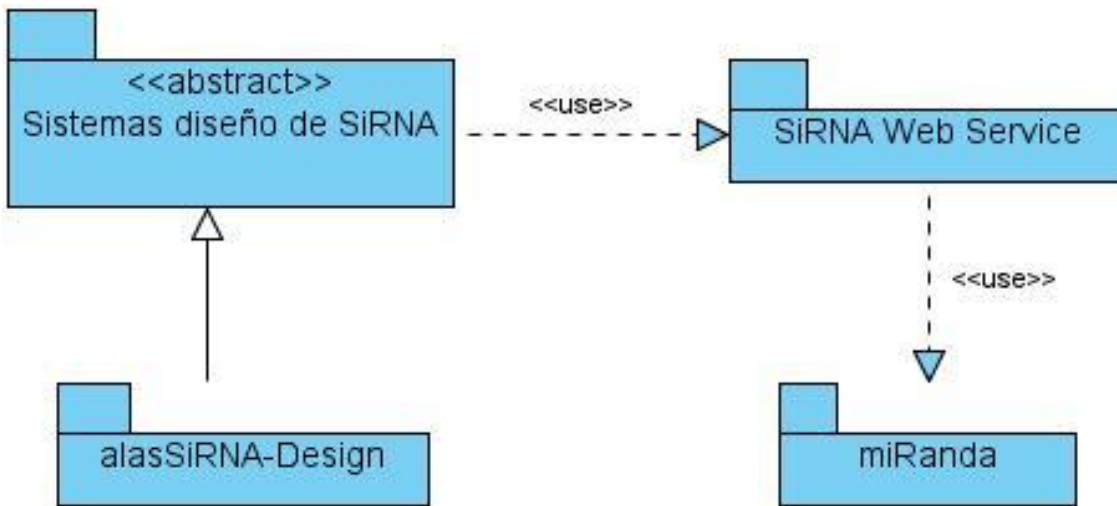 <<abstract>>
Sistemas diseño de SiRNA
<<use>>
SiRNA Web Service
<<use>>
alasSiRNA-Design
miRanda